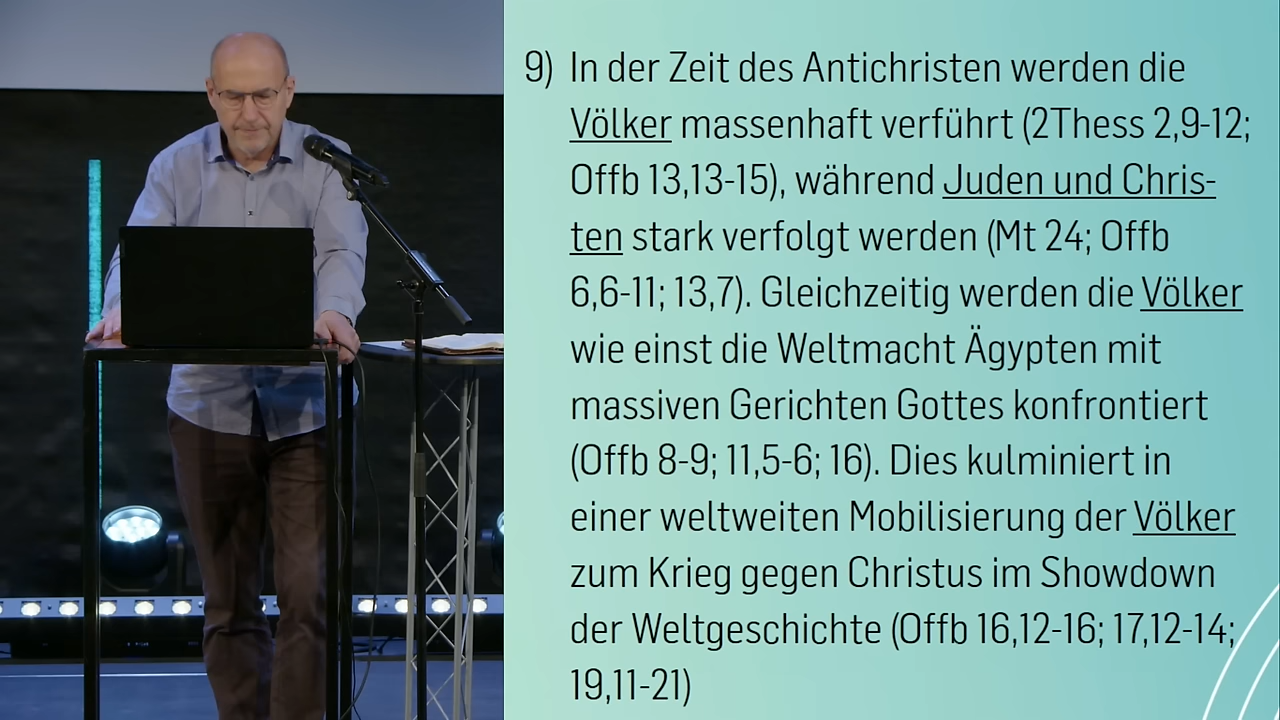 9) In der Zeit des Antichristen werden die
Völker massenhaft verführt (2Thess 2,9-12;
Offb 13,13-15), während Juden und Chris-
ten stark verfolgt werden (Mt 24; Offb
6,6-11; 13,7). Gleichzeitig werden die Völker
wie einst die Weltmacht Ägypten mit
massiven Gerichten Gottes konfrontiert
(Offb 8-9; 11,5-6; 16). Dies kulminiert in
einer weltweiten Mobilisierung der Völker
zum Krieg gegen Christus im Showdown
der Weltgeschichte (Offb 16,12-16; 17,12-14;
19,11-21)